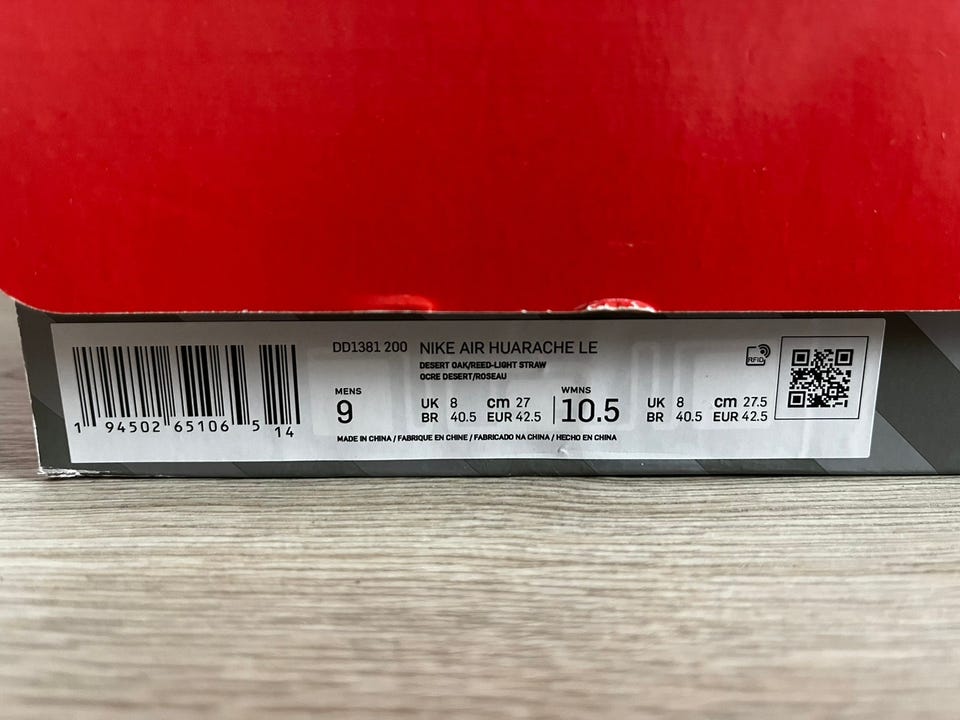 DD1381 200 NIKE AIR HUARACHE LE
DESERT OAK/REED-LIGHT STRAW
OCRE DESERT/ROSEAU
RFID
MENS
9
UK 8 cm 27
BR 40.5 EUR 42.5
WMNS
10.5
UK 8 cm 27.5
BR 40.5 EUR 42.5
1 94502 65106 5 14
MADE IN CHINA / FABRIQUE EN CHINE / FABRICADO NA CHINA / HECHO EN CHINA